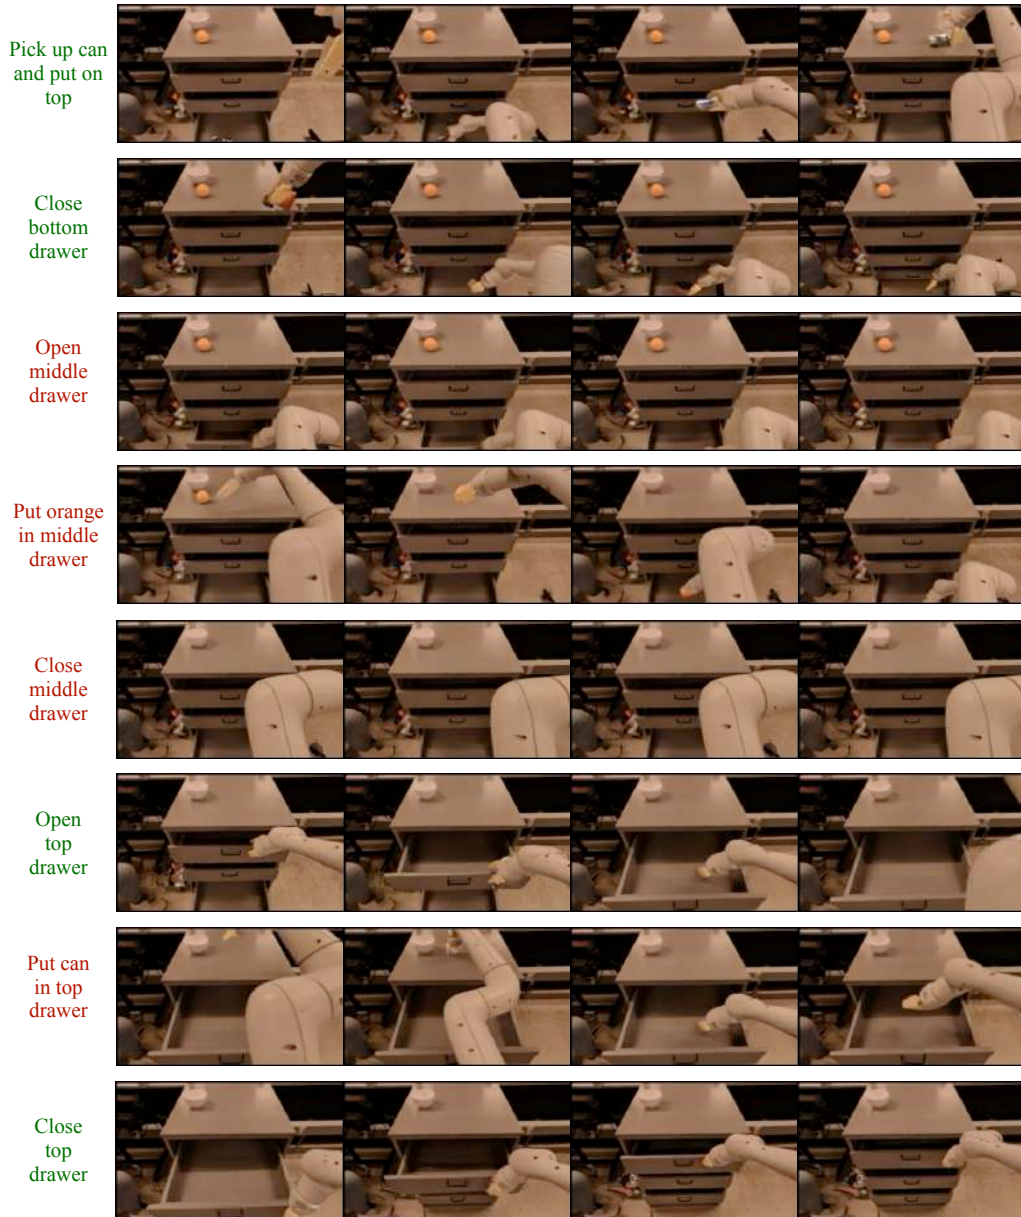 Pick up can
and put on
top
Close
bottom
drawer
Open
middle
drawer
Put orange
in middle
drawer
Close
middle
drawer
Open
top
drawer
Put can
in top
drawer
Close
top
drawer